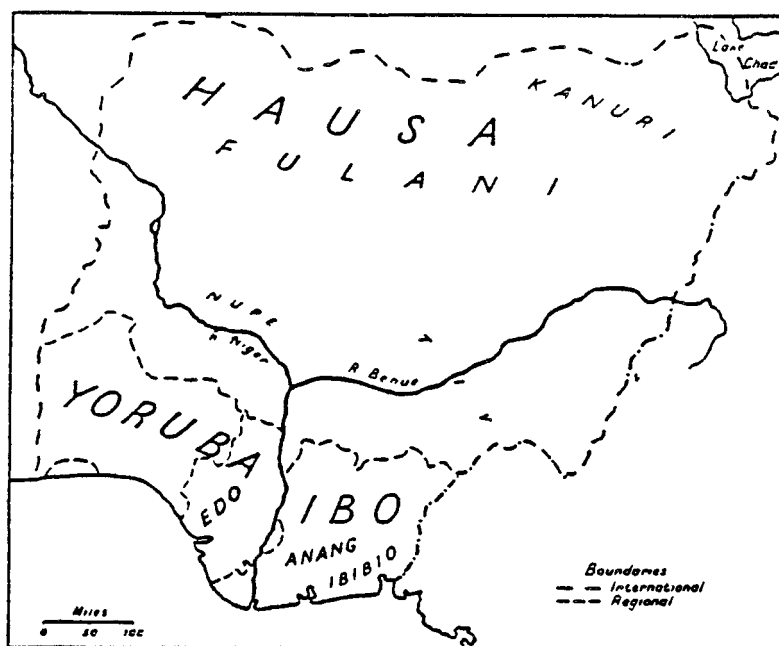 Lake
Chad
KANURI
HAUSA
FULANI
NUPE
R Niger
R Benue
YORUBA
EDO
IBO
ANANG
IBIBIO
Boundaries
International
Regional
Miles
0 50 100